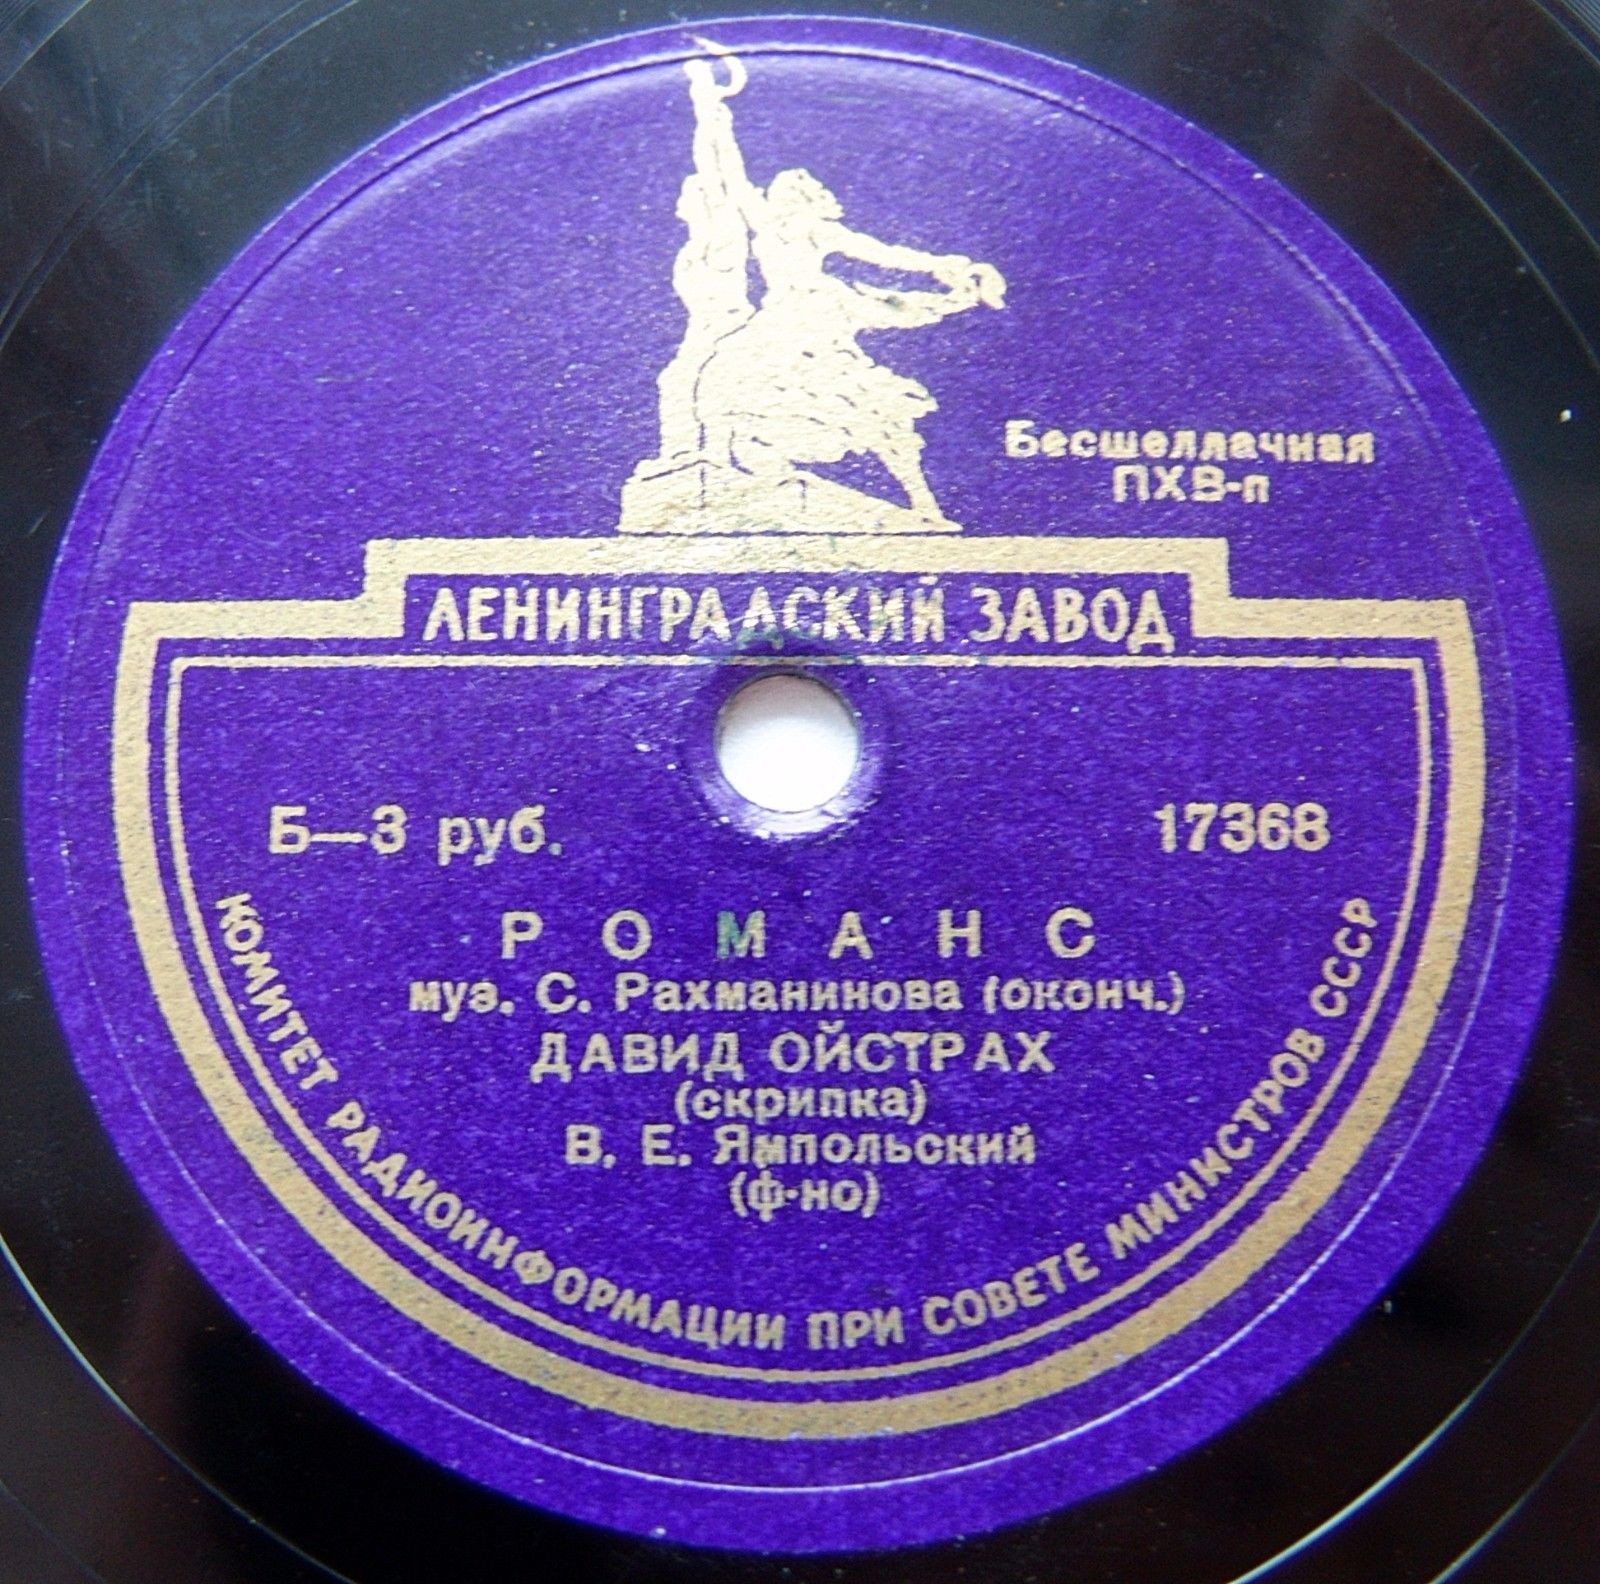 Бесшеллачная
ПХВ-п
ЛЕНИНГРАДСКИЙ ЗАВОД
Б—3 руб.
17368
РОМАНС
муз. С. Рахманинова (оконч.)
ДАВИД ОЙСТРАХ
(скрипка)
В. Е. Ямпольский
(ф-но)
КОМИТЕТ РАДИОИНФОРМАЦИИ ПРИ СОВЕТЕ МИНИСТРОВ СССР